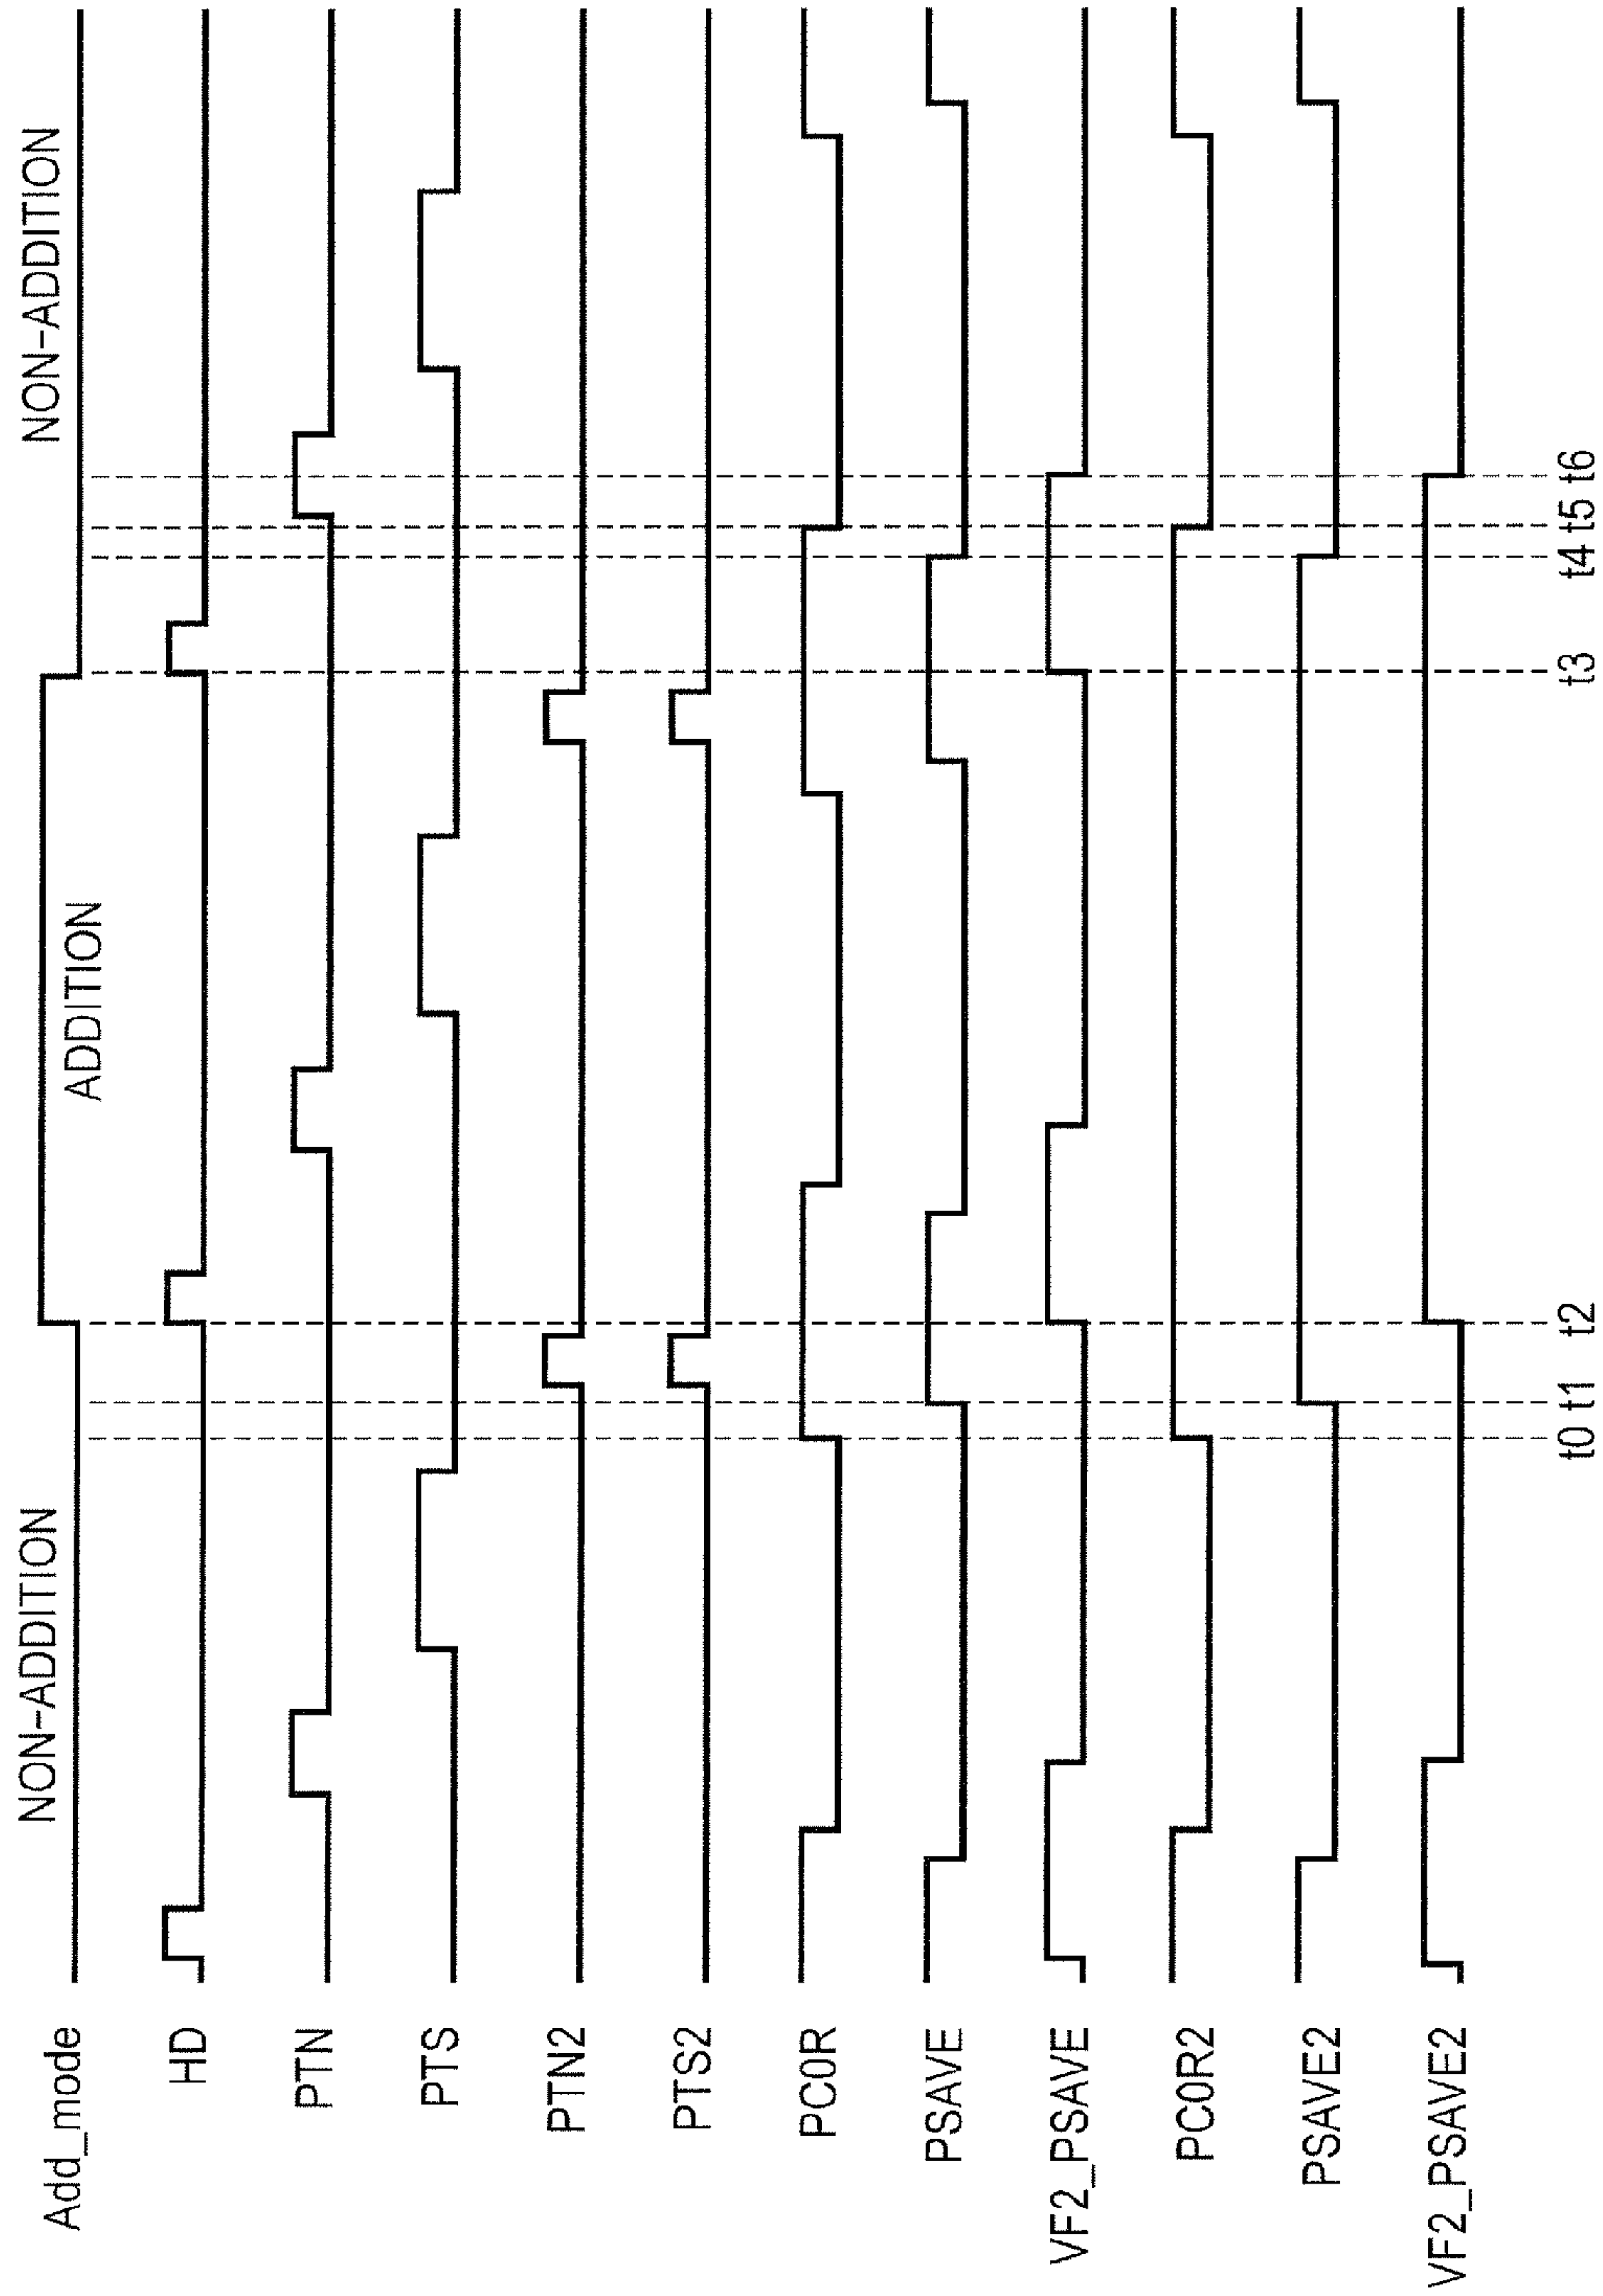 NON-ADDITION
ADDITION
NON-ADDITION
Add_mode
HD
PTN
PTS
PTN2
PTS2
PC0R
PSAVE
VF2_PSAVE
PC0R2
PSAVE2
VF2_PSAVE2
t0 t1 t2 t3 t4 t5 t6